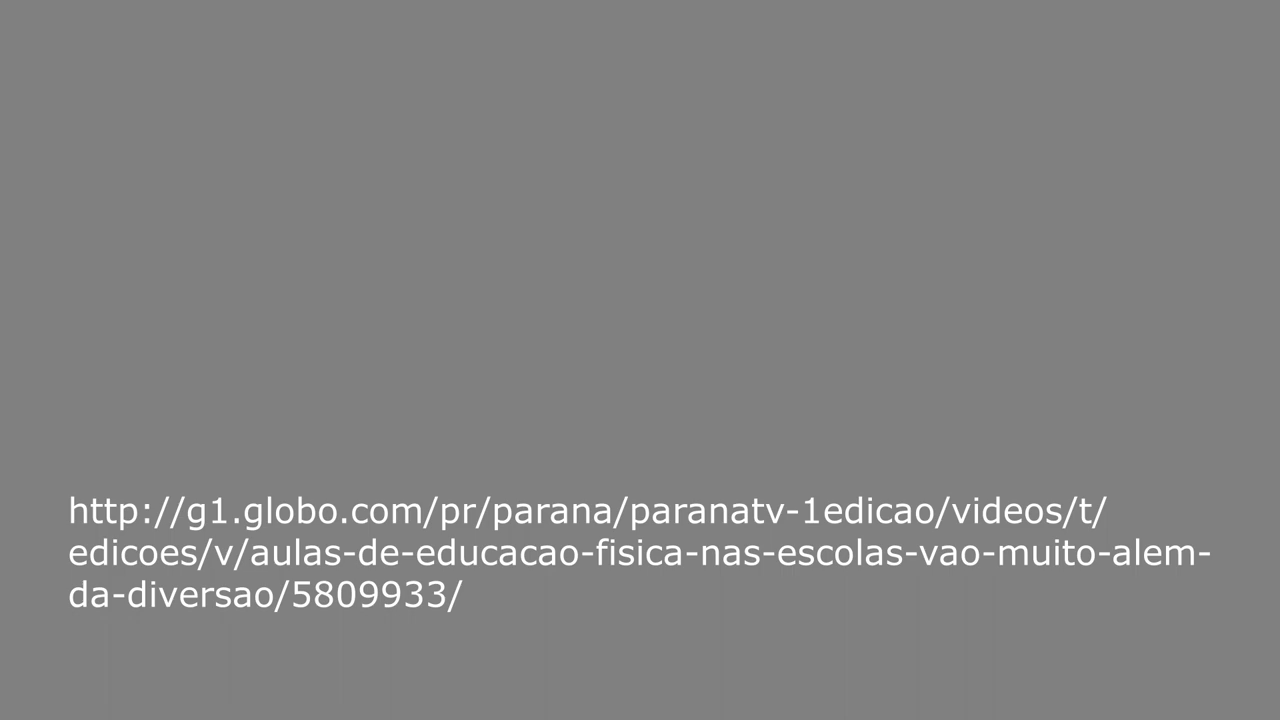 http://g1.globo.com/pr/parana/paranatv-1edicao/videos/t/
edicoes/v/aulas-de-educacao-fisica-nas-escolas-vao-muito-alem-
da-diversao/5809933/